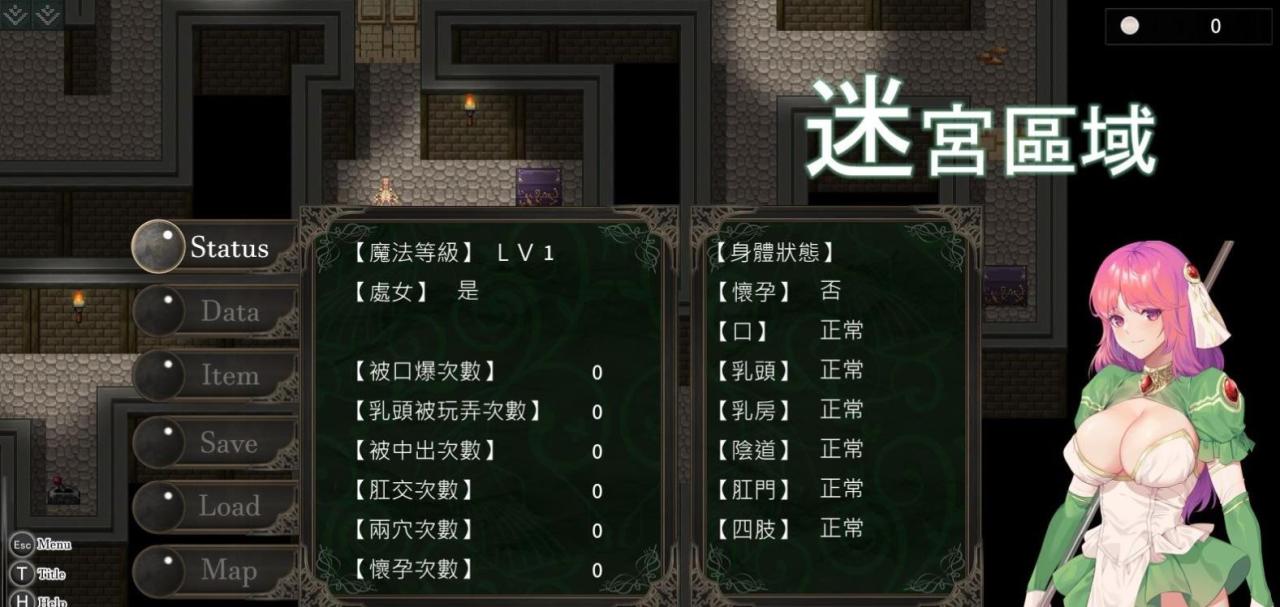 0
迷宮區域
Status
Data
Item
Save
Load
Map
【魔法等級】 LV 1
【處女】 是
【被口爆次數】 0
【乳頭被玩弄次數】 0
【被中出次數】 0
【肛交次數】 0
【兩穴次數】 0
【懷孕次數】 0
【身體狀態】
【懷孕】 否
【口】 正常
【乳頭】 正常
【乳房】 正常
【陰道】 正常
【肛門】 正常
【四肢】 正常
Esc Menu
T Title
H Help